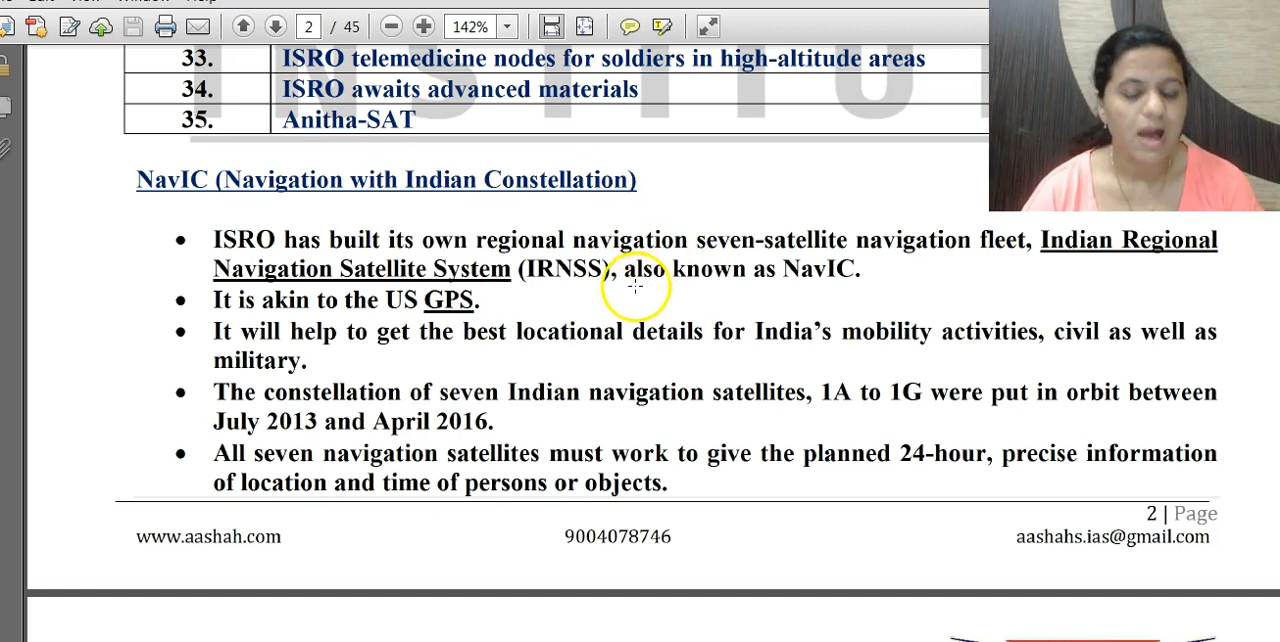 2 / 45
142%
33. ISRO telemedicine nodes for soldiers in high-altitude areas
34. ISRO awaits advanced materials
35. Anitha-SAT
NavIC (Navigation with Indian Constellation)
• ISRO has built its own regional navigation seven-satellite navigation fleet, Indian Regional
Navigation Satellite System (IRNSS), also known as NavIC.
• It is akin to the US GPS.
• It will help to get the best locational details for India’s mobility activities, civil as well as
military.
• The constellation of seven Indian navigation satellites, 1A to 1G were put in orbit between
July 2013 and April 2016.
• All seven navigation satellites must work to give the planned 24-hour, precise information
of location and time of persons or objects.
2 | Page
www.aashah.com 9004078746 aashahs.ias@gmail.com